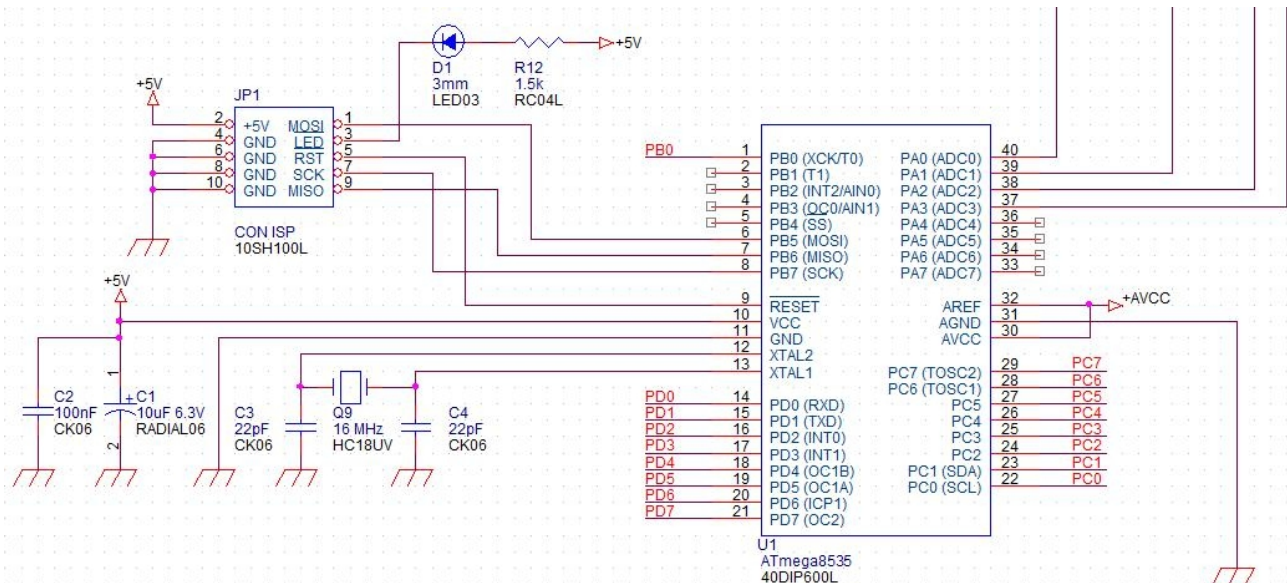 +5V
D1
3mm
LED03
R12
1.5k
RC04L
+5V
JP1
2 +5V MOSI 1
4 GND LED 3
6 GND RST 5
8 GND SCK 7
10 GND MISO 9
CON ISP
10SH100L
+5V
C2
100nF
CK06
1
+
2
C1
10uF 6.3V
RADIAL06
C3
22pF
CK06
Q9
16 MHz
HC18UV
C4
22pF
CK06
PB0 1 PB0 (XCK/T0) PA0 (ADC0) 40
2 PB1 (T1) PA1 (ADC1) 39
3 PB2 (INT2/AIN0) PA2 (ADC2) 38
4 PB3 (OC0/AIN1) PA3 (ADC3) 37
5 PB4 (SS) PA4 (ADC4) 36
6 PB5 (MOSI) PA5 (ADC5) 35
7 PB6 (MISO) PA6 (ADC6) 34
8 PB7 (SCK) PA7 (ADC7) 33
9 RESET AREF 32 +AVCC
10 VCC AGND 31
11 GND AVCC 30
12 XTAL2
13 XTAL1 PC7 (TOSC2) 29 PC7
PC6 (TOSC1) 28 PC6
PD0 14 PD0 (RXD) PC5 27 PC5
PD1 15 PD1 (TXD) PC4 26 PC4
PD2 16 PD2 (INT0) PC3 25 PC3
PD3 17 PD3 (INT1) PC2 24 PC2
PD4 18 PD4 (OC1B) PC1 (SDA) 23 PC1
PD5 19 PD5 (OC1A) PC0 (SCL) 22 PC0
PD6 20 PD6 (ICP1)
PD7 21 PD7 (OC2)
U1
ATmega8535
40DIP600L